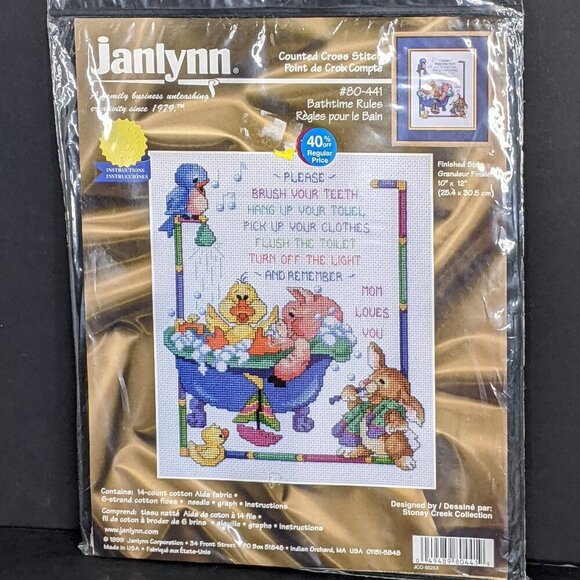 janlynn®
A family business unleashing
creativity since 1979.™
Counted Cross Stitch
Point de Croix Compté
#80-441
Bathtime Rules
Règles pour le Bain
INSTRUCTIONS
INSTRUCCIONES
40% OFF
Regular
Price
Finished Size
Grandeur Finale
10" x 12"
(25.4 x 30.5 cm)
PLEASE
BRUSH YOUR TEETH
HANG UP YOUR TOWEL
PICK UP YOUR CLOTHES
FLUSH THE TOILET
TURN OFF THE LIGHT
AND REMEMBER
MOM
LOVES
YOU
Contains: 14-count cotton Aida fabric •
6-strand cotton floss • needle • graph • instructions
Comprend: tissu natté Aida de coton à 14 fils •
fil de coton à broder de 6 brins • aiguille • graphe • instructions
www.janlynn.com
© 1999 Janlynn Corporation • 34 Front Street • PO Box 51848 • Indian Orchard, MA USA 01151-5848
Made in USA • Fabriqué aux États-Unis
Designed by / Dessiné par:
Stoney Creek Collection